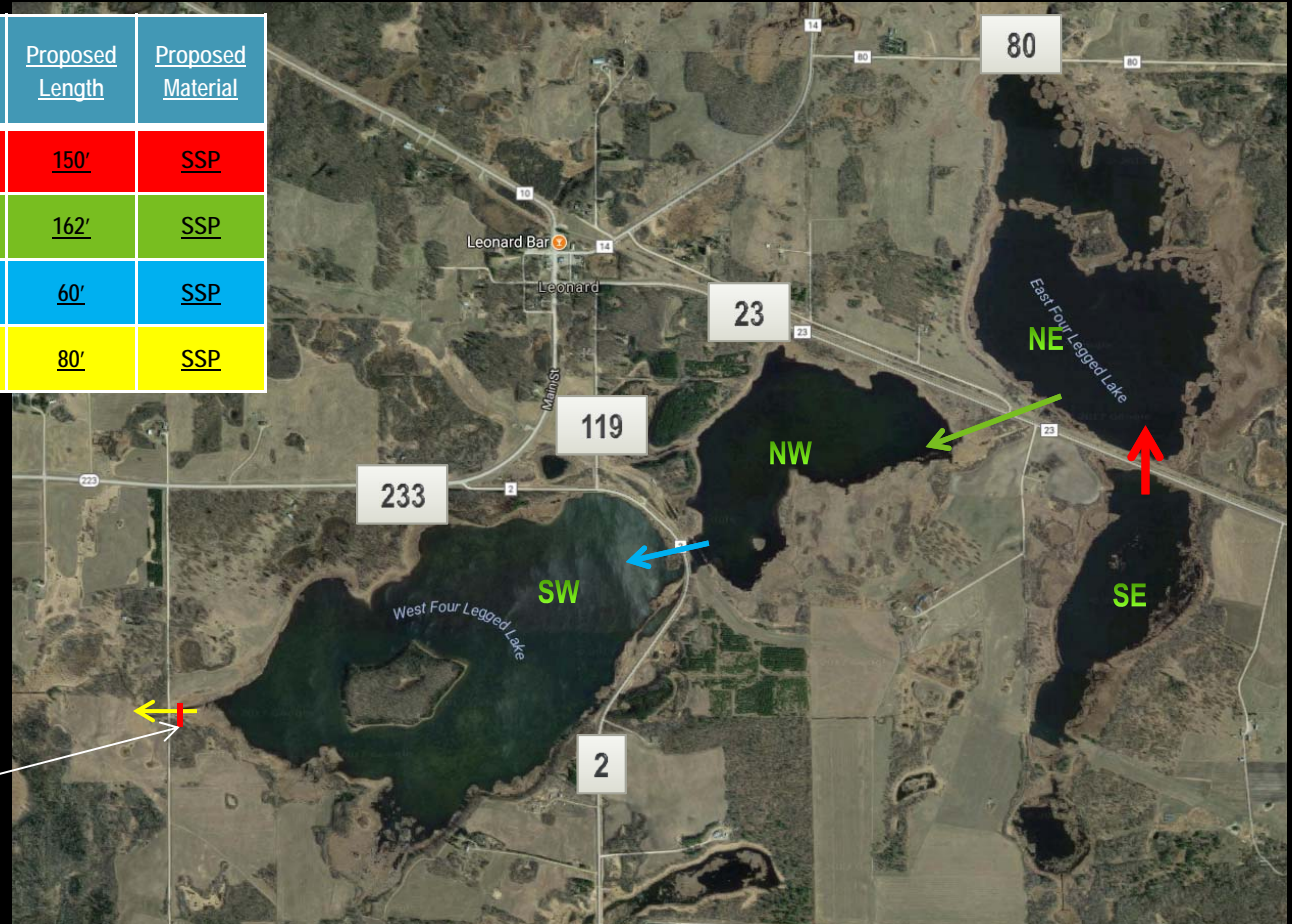 Proposed Length
Proposed Material
150′
SSP
162′
SSP
60′
SSP
80′
SSP
14
80
80
80
10
Leonard Bar
14
Leonard
23
23
East Four Legged Lake
NE
Main St
119
23
NW
223
233
2
2
SW
SE
West Four Legged Lake
2